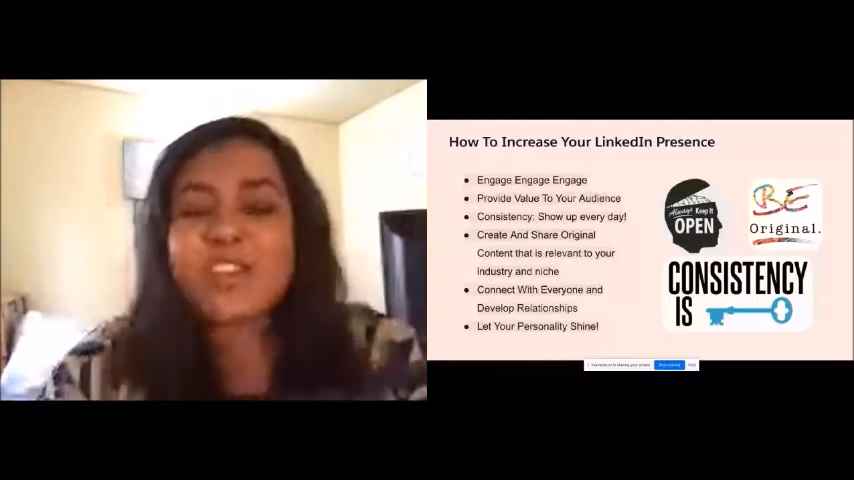 How To Increase Your LinkedIn Presence
Engage Engage Engage
Provide Value To Your Audience
Consistency: Show up every day!
Create And Share Original
Content that is relevant to your
industry and niche
Connect With Everyone and
Develop Relationships
Let Your Personality Shine!
Always Keep It
OPEN
BE
Original.
CONSISTENCY
IS